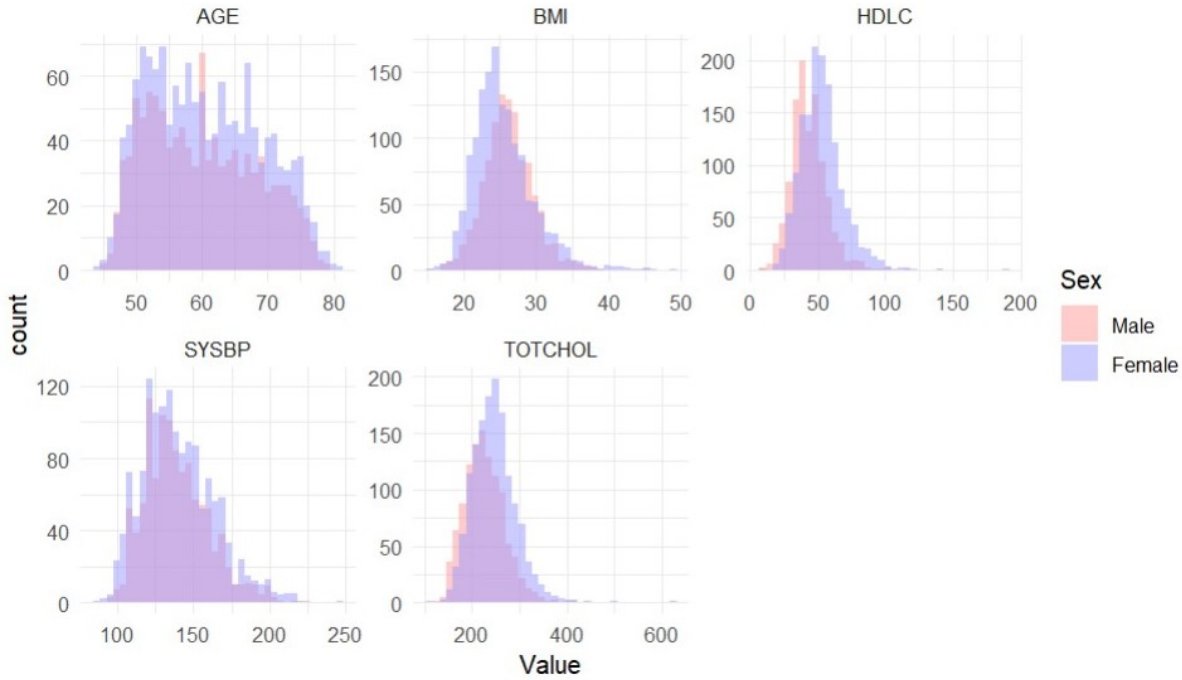 AGE BMI HDLC
60 40 20 0
50 60 70 80
150 100 50 0
20 30 40 50
200 150 100 50 0
0 50 100 150 200
count
SYSBP TOTCHOL
120 80 40 0
100 150 200 250
200 150 100 50 0
200 400 600
Value
Sex
Male
Female